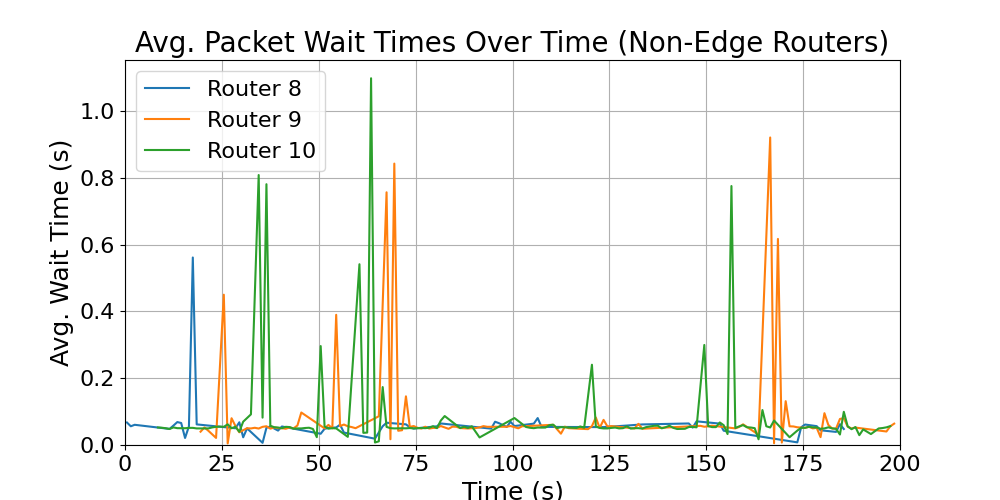 Avg. Packet Wait Times Over Time (Non-Edge Routers)
Router 8
Router 9
Router 10
Avg. Wait Time (s)
1.0
0.8
0.6
0.4
0.2
0.0
0 25 50 75 100 125 150 175 200
Time (s)